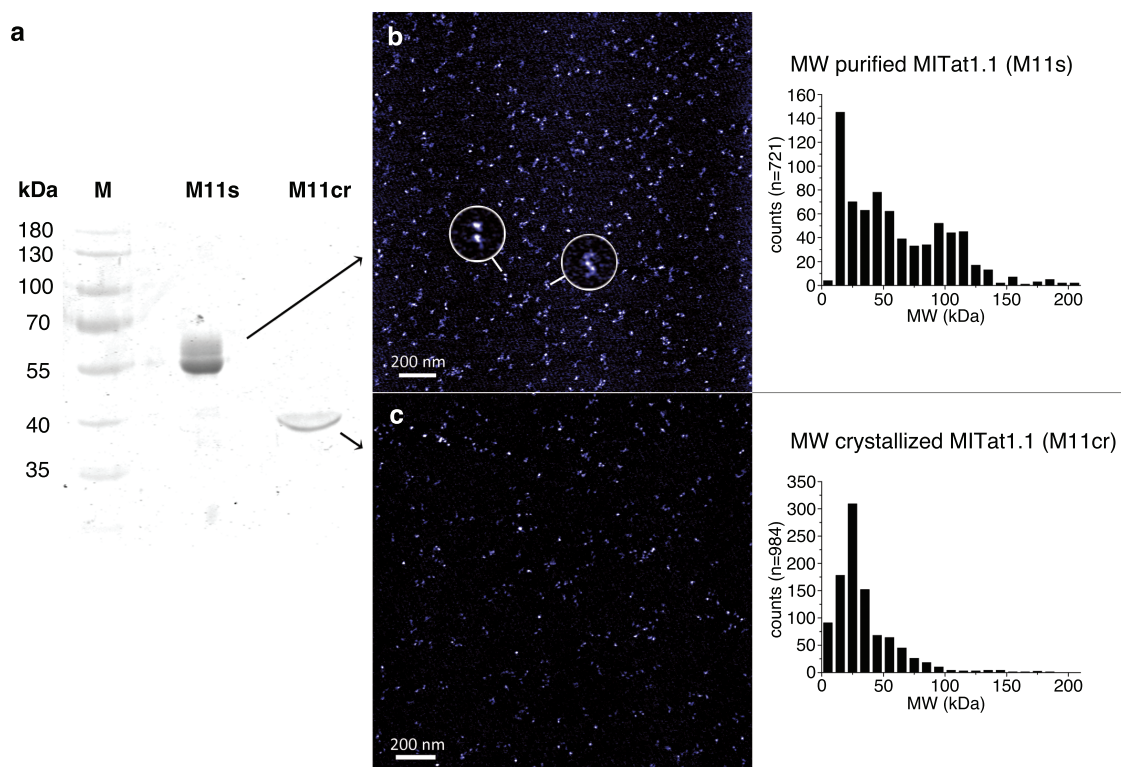 a
kDa M M11s M11cr
180
130
100
70
55
40
35
b
200 nm
MW purified MITat1.1 (M11s)
counts (n=721)
160
140
120
100
80
60
40
20
0
0 50 100 150 200
MW (kDa)
c
200 nm
MW crystallized MITat1.1 (M11cr)
counts (n=984)
350
300
250
200
150
100
50
0
0 50 100 150 200
MW (kDa)